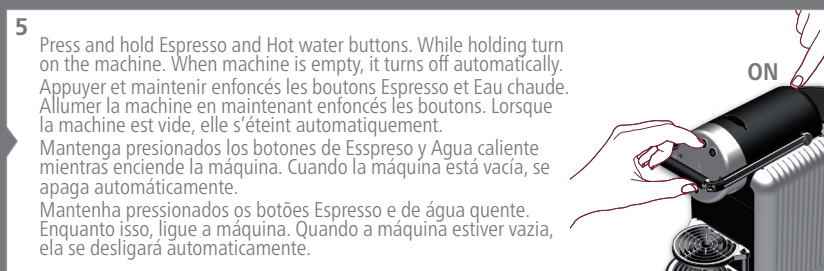 5
Press and hold Espresso and Hot water buttons. While holding turn
on the machine. When machine is empty, it turns off automatically.
Appuyer et maintenir enfoncés les boutons Espresso et Eau chaude.
Allumer la machine en maintenant enfoncés les boutons. Lorsque
la machine est vide, elle s’éteint automatiquement.
Mantenga presionados los botones de Esspreso y Agua caliente
mientras enciende la máquina. Cuando la máquina está vacía, se
apaga automáticamente.
Mantenha pressionados os botões Espresso e de água quente.
Enquanto isso, ligue a máquina. Quando a máquina estiver vazia,
ela se desligará automaticamente.
ON